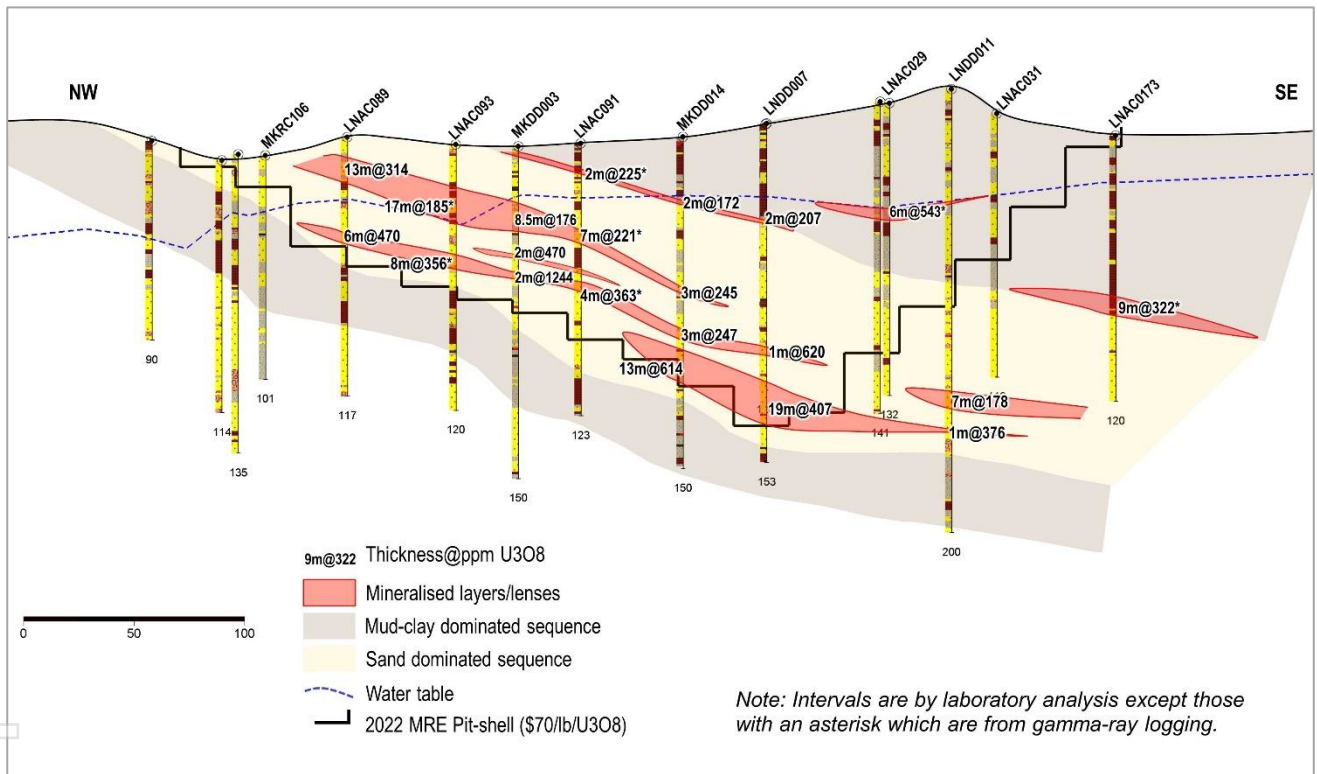 NW
SE
MKRC106
LNAC089
LNAC093
MKDD003
LNAC091
MKDD014
LNDD007
LNAC029
LNDD011
LNAC031
LNAC0173
13m@314
2m@225*
17m@185*
2m@172
2m@207
6m@543*
8.5m@176
7m@221*
6m@470
2m@470
8m@356*
2m@1244
4m@363*
3m@245
9m@322*
3m@247
1m@620
13m@614
19m@407
7m@178
1m@376
90
114
135
101
117
120
150
123
150
153
141
132
200
120
9m@322 Thickness@ppm U3O8
Mineralised layers/lenses
Mud-clay dominated sequence
Sand dominated sequence
Water table
2022 MRE Pit-shell ($70/lb/U3O8)
0 50 100
Note: Intervals are by laboratory analysis except those
with an asterisk which are from gamma-ray logging.